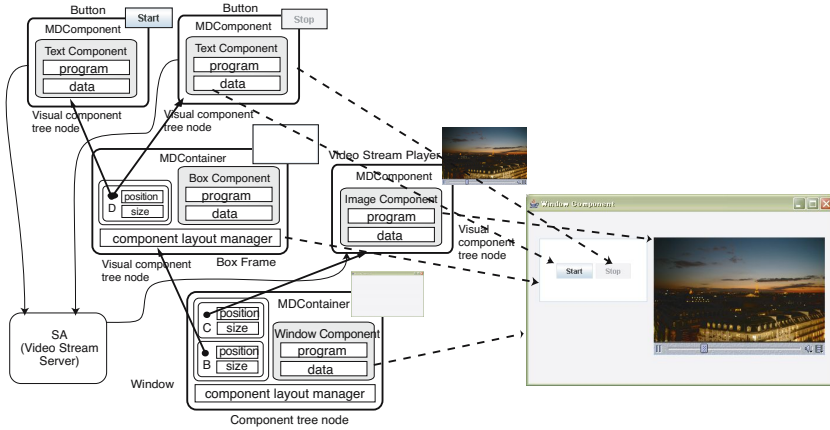 Button
Start
MDComponent
Text Component
program
data
Visual component
tree node
Button
Stop
MDComponent
Text Component
program
data
Visual component
tree node
MDContainer
D
position
size
Box Component
program
data
component layout manager
Visual component
tree node
Box Frame
Video Stream Player
MDComponent
Image Component
program
data
Visual
component
tree node
SA
(Video Stream
Server)
MDContainer
C
position
size
B
position
size
Window Component
program
data
component layout manager
Window
Component tree node
Window Component
Start
Stop